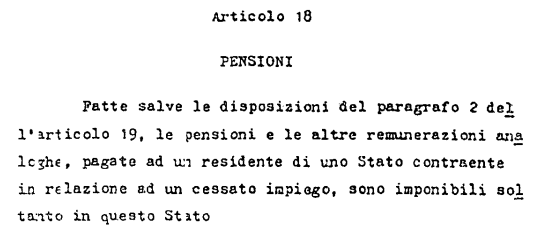 Articolo 18
PENSIONI
Fatte salve le disposizioni del paragrafo 2 del
l'articolo 19, le pensioni e le altre remunerazioni ana
loghe, pagate ad un residente di uno Stato contraente
in relazione ad un cessato impiego, sono imponibili sol
tanto in questo Stato